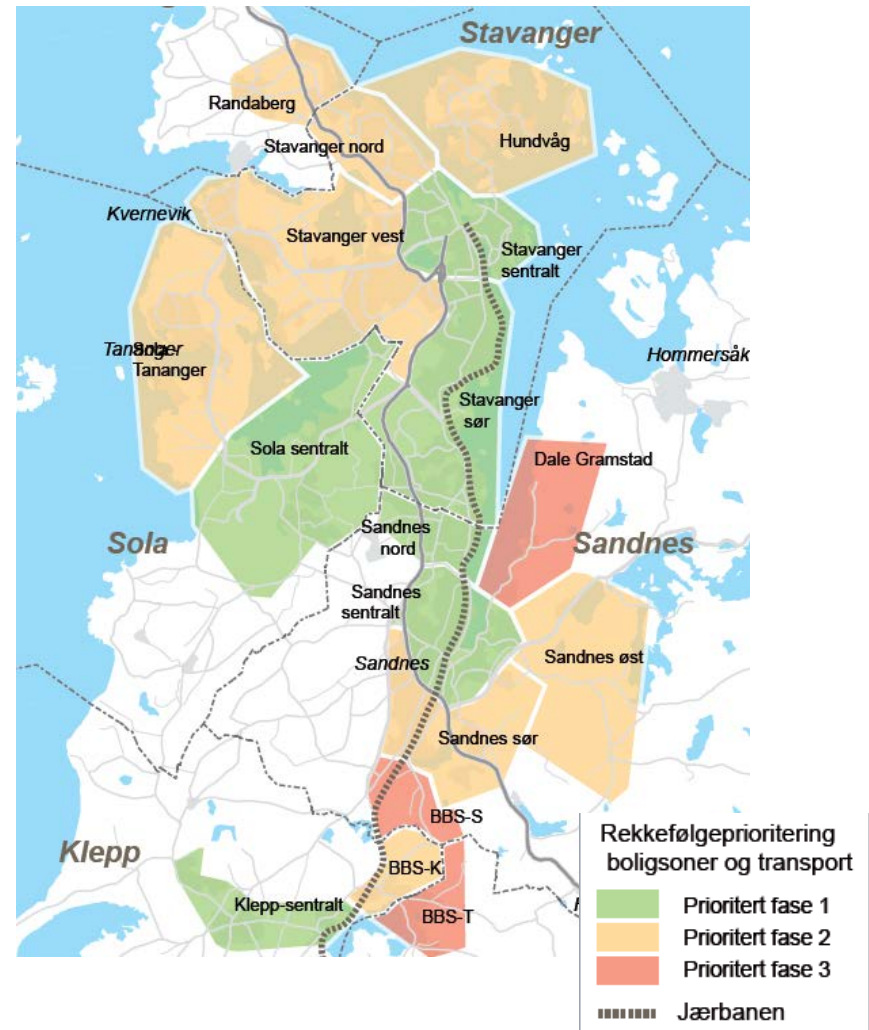 Stavanger
Randaberg
Stavanger nord
Hundvåg
Kvernevik
Stavanger vest
Stavanger
sentralt
Tananger
Sola -
Tananger
Hommersåk
Stavanger
sør
Sola sentralt
Dale Gramstad
Sola
Sandnes
nord
Sandnes
Sandnes
sentralt
Sandnes
Sandnes øst
Sandnes sør
BBS-S
Klepp
BBS-K
Klepp-sentralt
BBS-T
Rekkefølgeprioritering
boligsoner og transport
Prioritert fase 1
Prioritert fase 2
Prioritert fase 3
Jærbanen